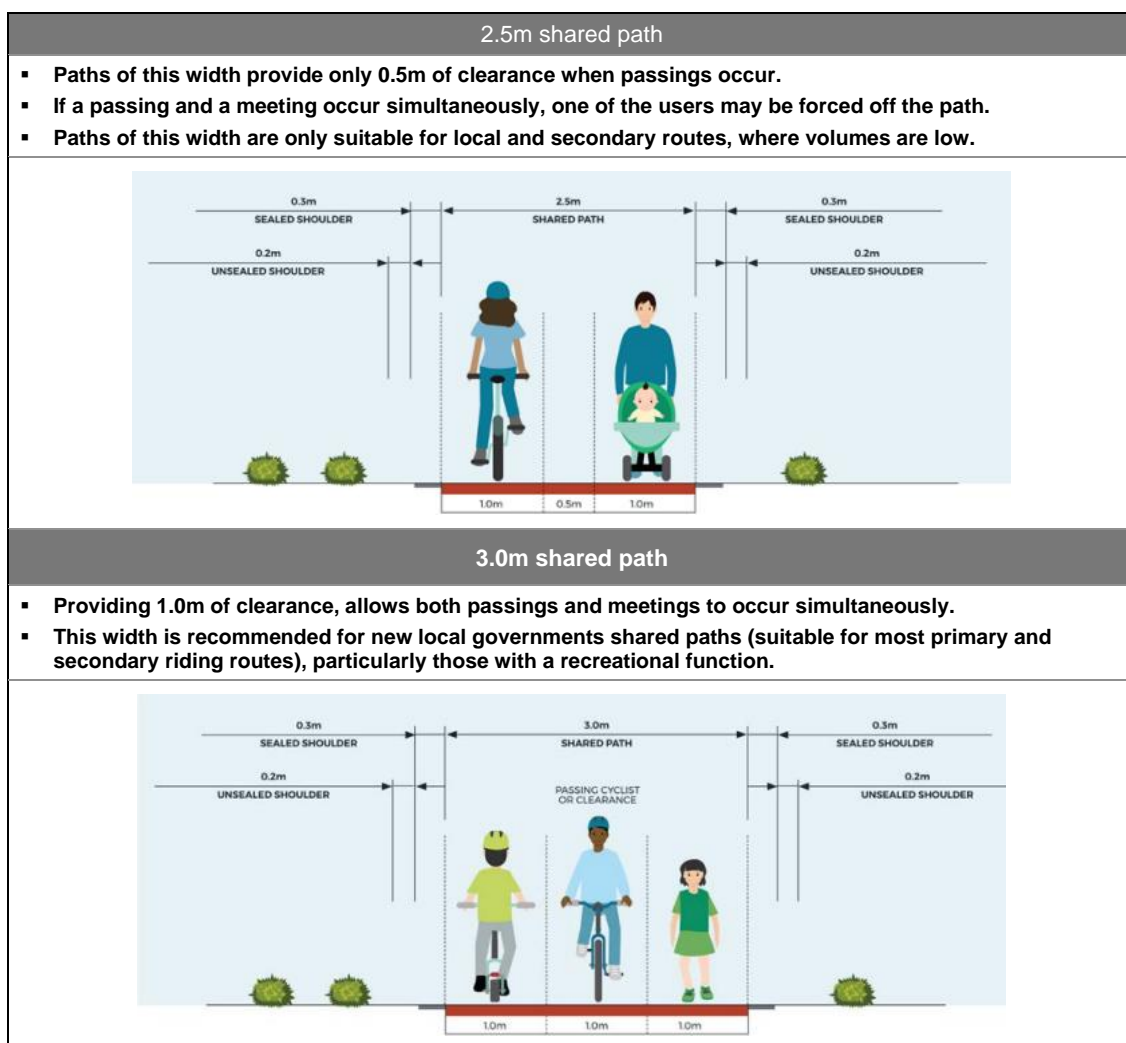 2.5m shared path
▪ Paths of this width provide only 0.5m of clearance when passings occur.
▪ If a passing and a meeting occur simultaneously, one of the users may be forced off the path.
▪ Paths of this width are only suitable for local and secondary routes, where volumes are low.
0.3m 2.5m 0.3m
SEALED SHOULDER SHARED PATH SEALED SHOULDER
0.2m 0.2m
UNSEALED SHOULDER UNSEALED SHOULDER
1.0m 0.5m 1.0m
3.0m shared path
▪ Providing 1.0m of clearance, allows both passings and meetings to occur simultaneously.
▪ This width is recommended for new local governments shared paths (suitable for most primary and
secondary riding routes), particularly those with a recreational function.
0.3m 3.0m 0.3m
SEALED SHOULDER SHARED PATH SEALED SHOULDER
0.2m 0.2m
UNSEALED SHOULDER UNSEALED SHOULDER
PASSING CYCLIST
OR CLEARANCE
1.0m 1.0m 1.0m